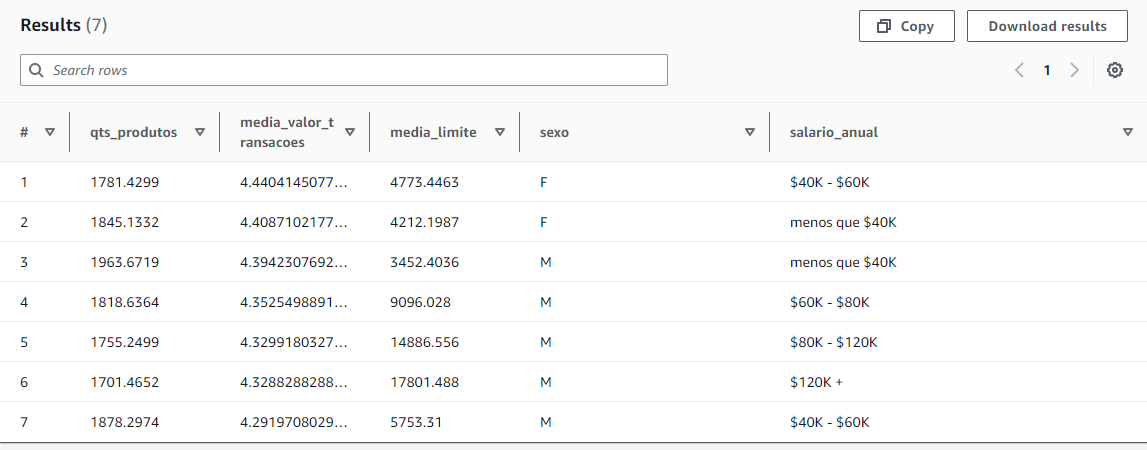 Results (7)
Copy
Download results
Search rows
1
# qts_produtos media_valor_t
ransacoes media_limite sexo salario_anual
1 1781.4299 4.4404145077... 4773.4463 F $40K - $60K
2 1845.1332 4.4087102177... 4212.1987 F menos que $40K
3 1963.6719 4.3942307692... 3452.4036 M menos que $40K
4 1818.6364 4.3525498891... 9096.028 M $60K - $80K
5 1755.2499 4.3299180327... 14886.556 M $80K - $120K
6 1701.4652 4.3288288288... 17801.488 M $120K +
7 1878.2974 4.2919708029... 5753.31 M $40K - $60K